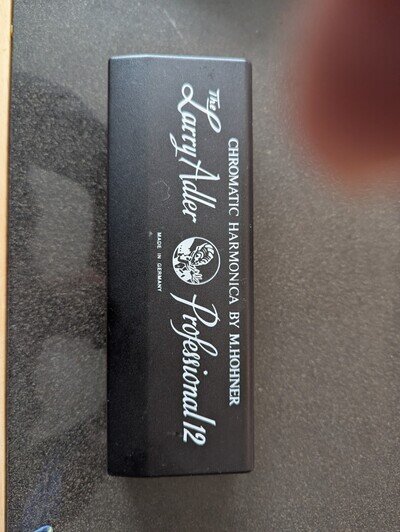 CHROMATIC HARMONICA BY M.HOHNER
The Larry Adler Professional 12
MADE IN GERMANY